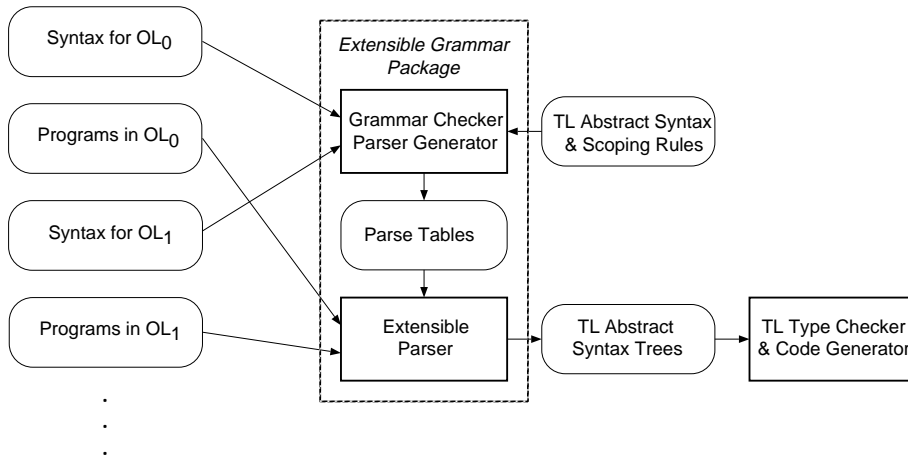 Syntax for OL0
Extensible Grammar
Package
Programs in OL0
Grammar Checker
Parser Generator
TL Abstract Syntax
& Scoping Rules
Syntax for OL1
Parse Tables
Programs in OL1
Extensible
Parser
TL Abstract
Syntax Trees
TL Type Checker
& Code Generator
.
.
.